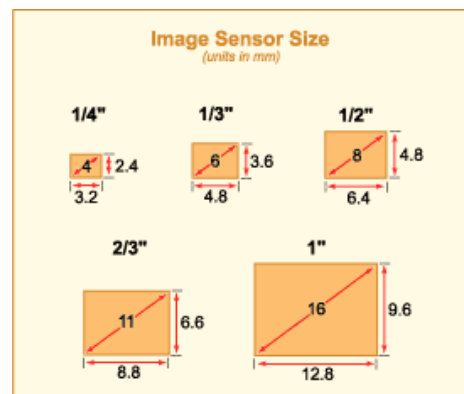 Image Sensor Size
(units in mm)
1/4" 1/3" 1/2"
4 2.4 6 3.6 8 4.8
3.2 4.8 6.4
2/3" 1"
11 6.6 16 9.6
8.8 12.8